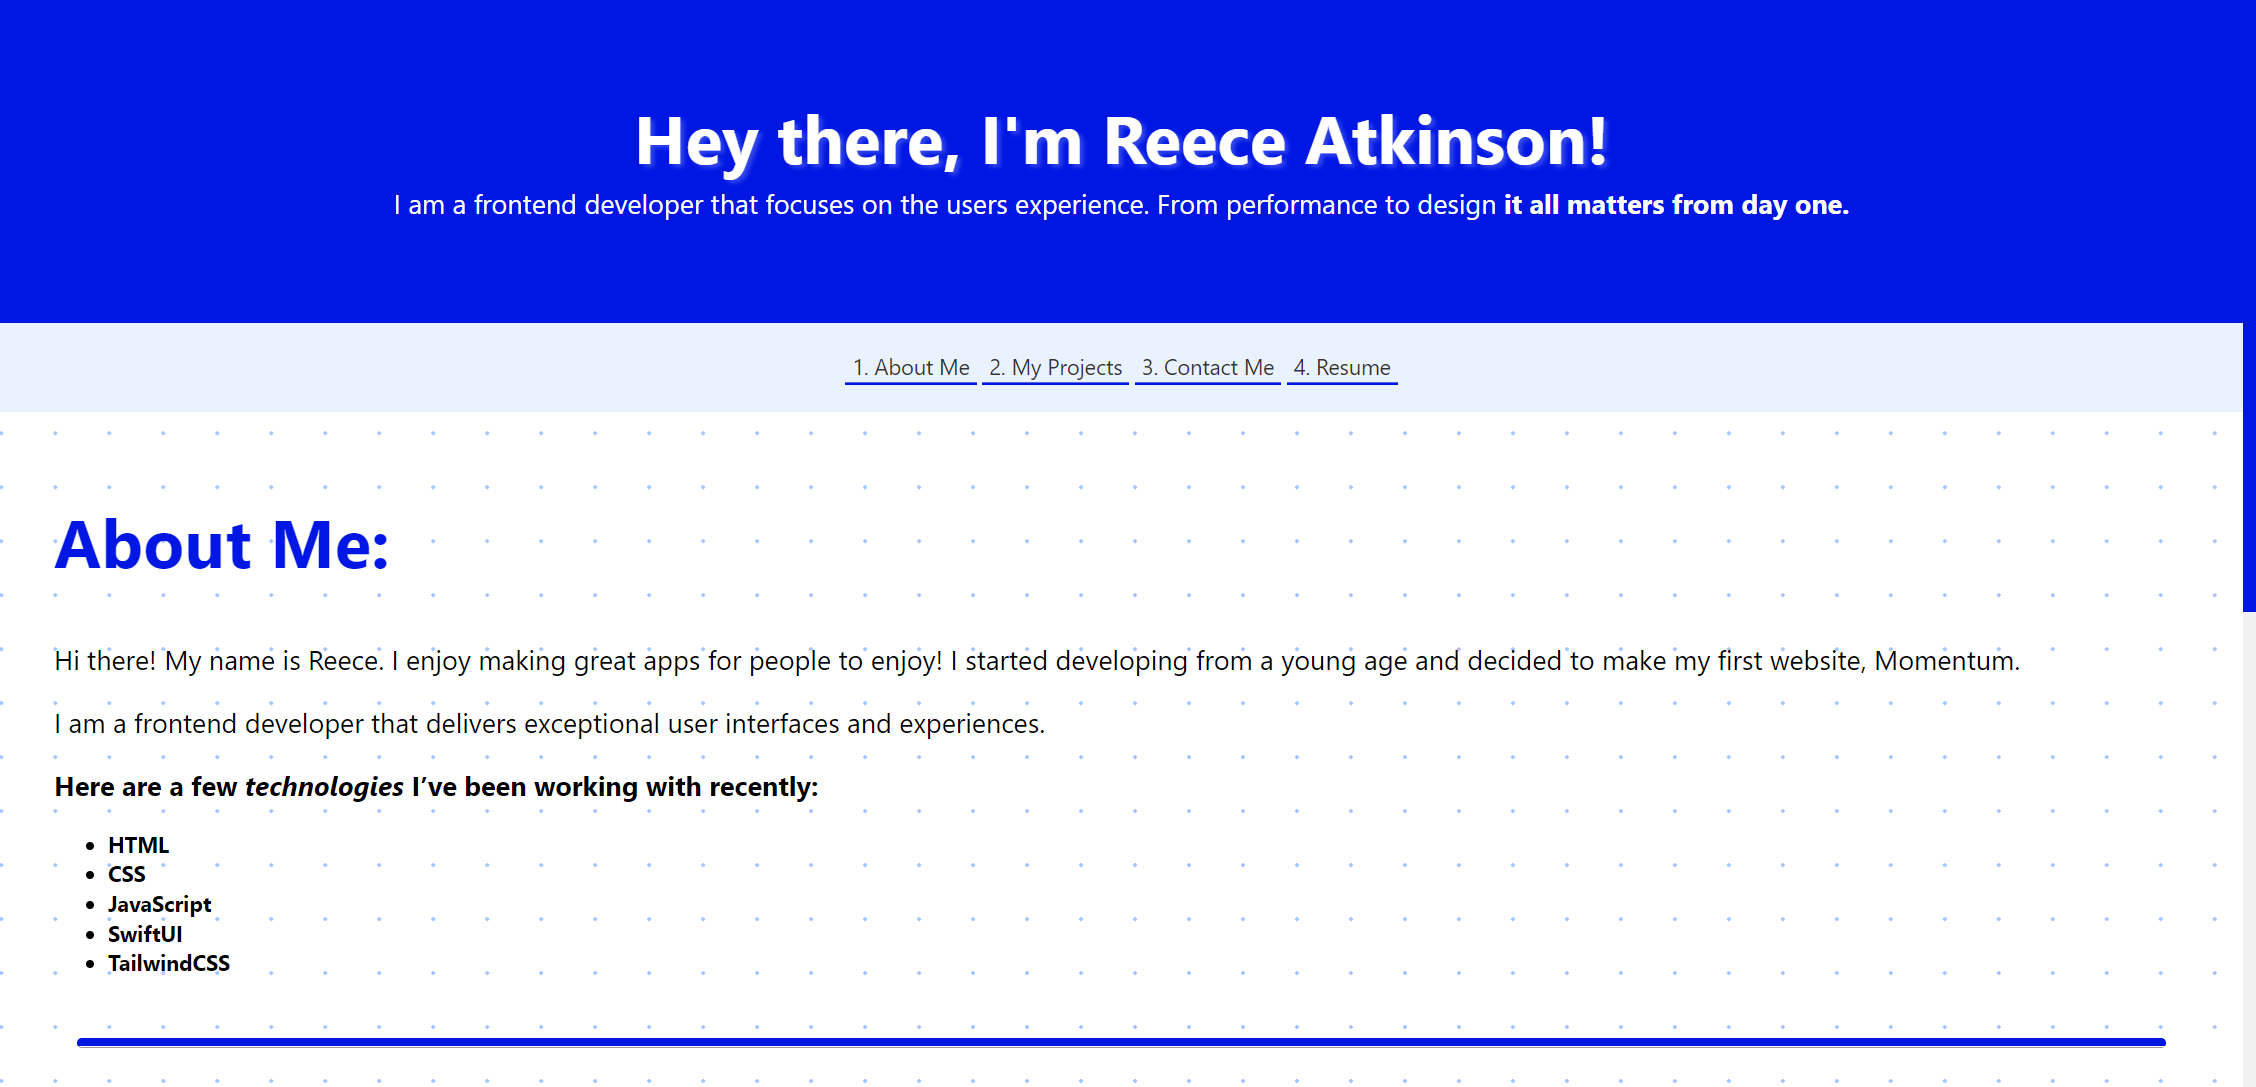 Hey there, I'm Reece Atkinson!
I am a frontend developer that focuses on the users experience. From performance to design it all matters from day one.
1. About Me 2. My Projects 3. Contact Me 4. Resume
About Me:
Hi there! My name is Reece. I enjoy making great apps for people to enjoy! I started developing from a young age and decided to make my first website, Momentum.
I am a frontend developer that delivers exceptional user interfaces and experiences.
Here are a few technologies I’ve been working with recently:
• HTML
• CSS
• JavaScript
• SwiftUI
• TailwindCSS